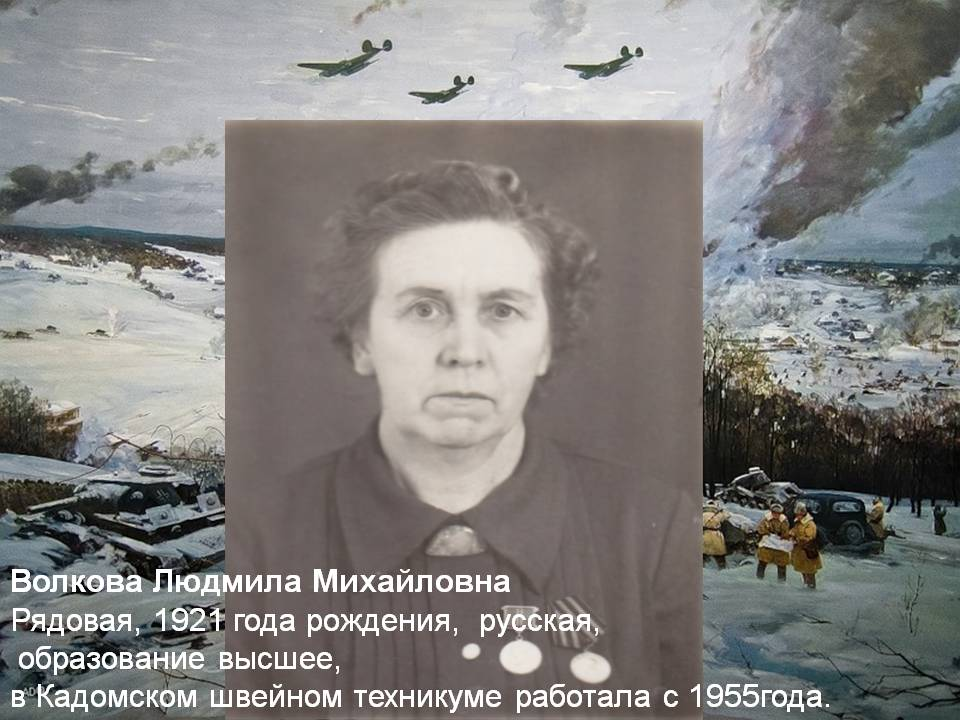 Волкова Людмила Михайловна
Рядовая, 1921 года рождения, русская,
образование высшее,
в Кадомском швейном техникуме работала с 1955года.